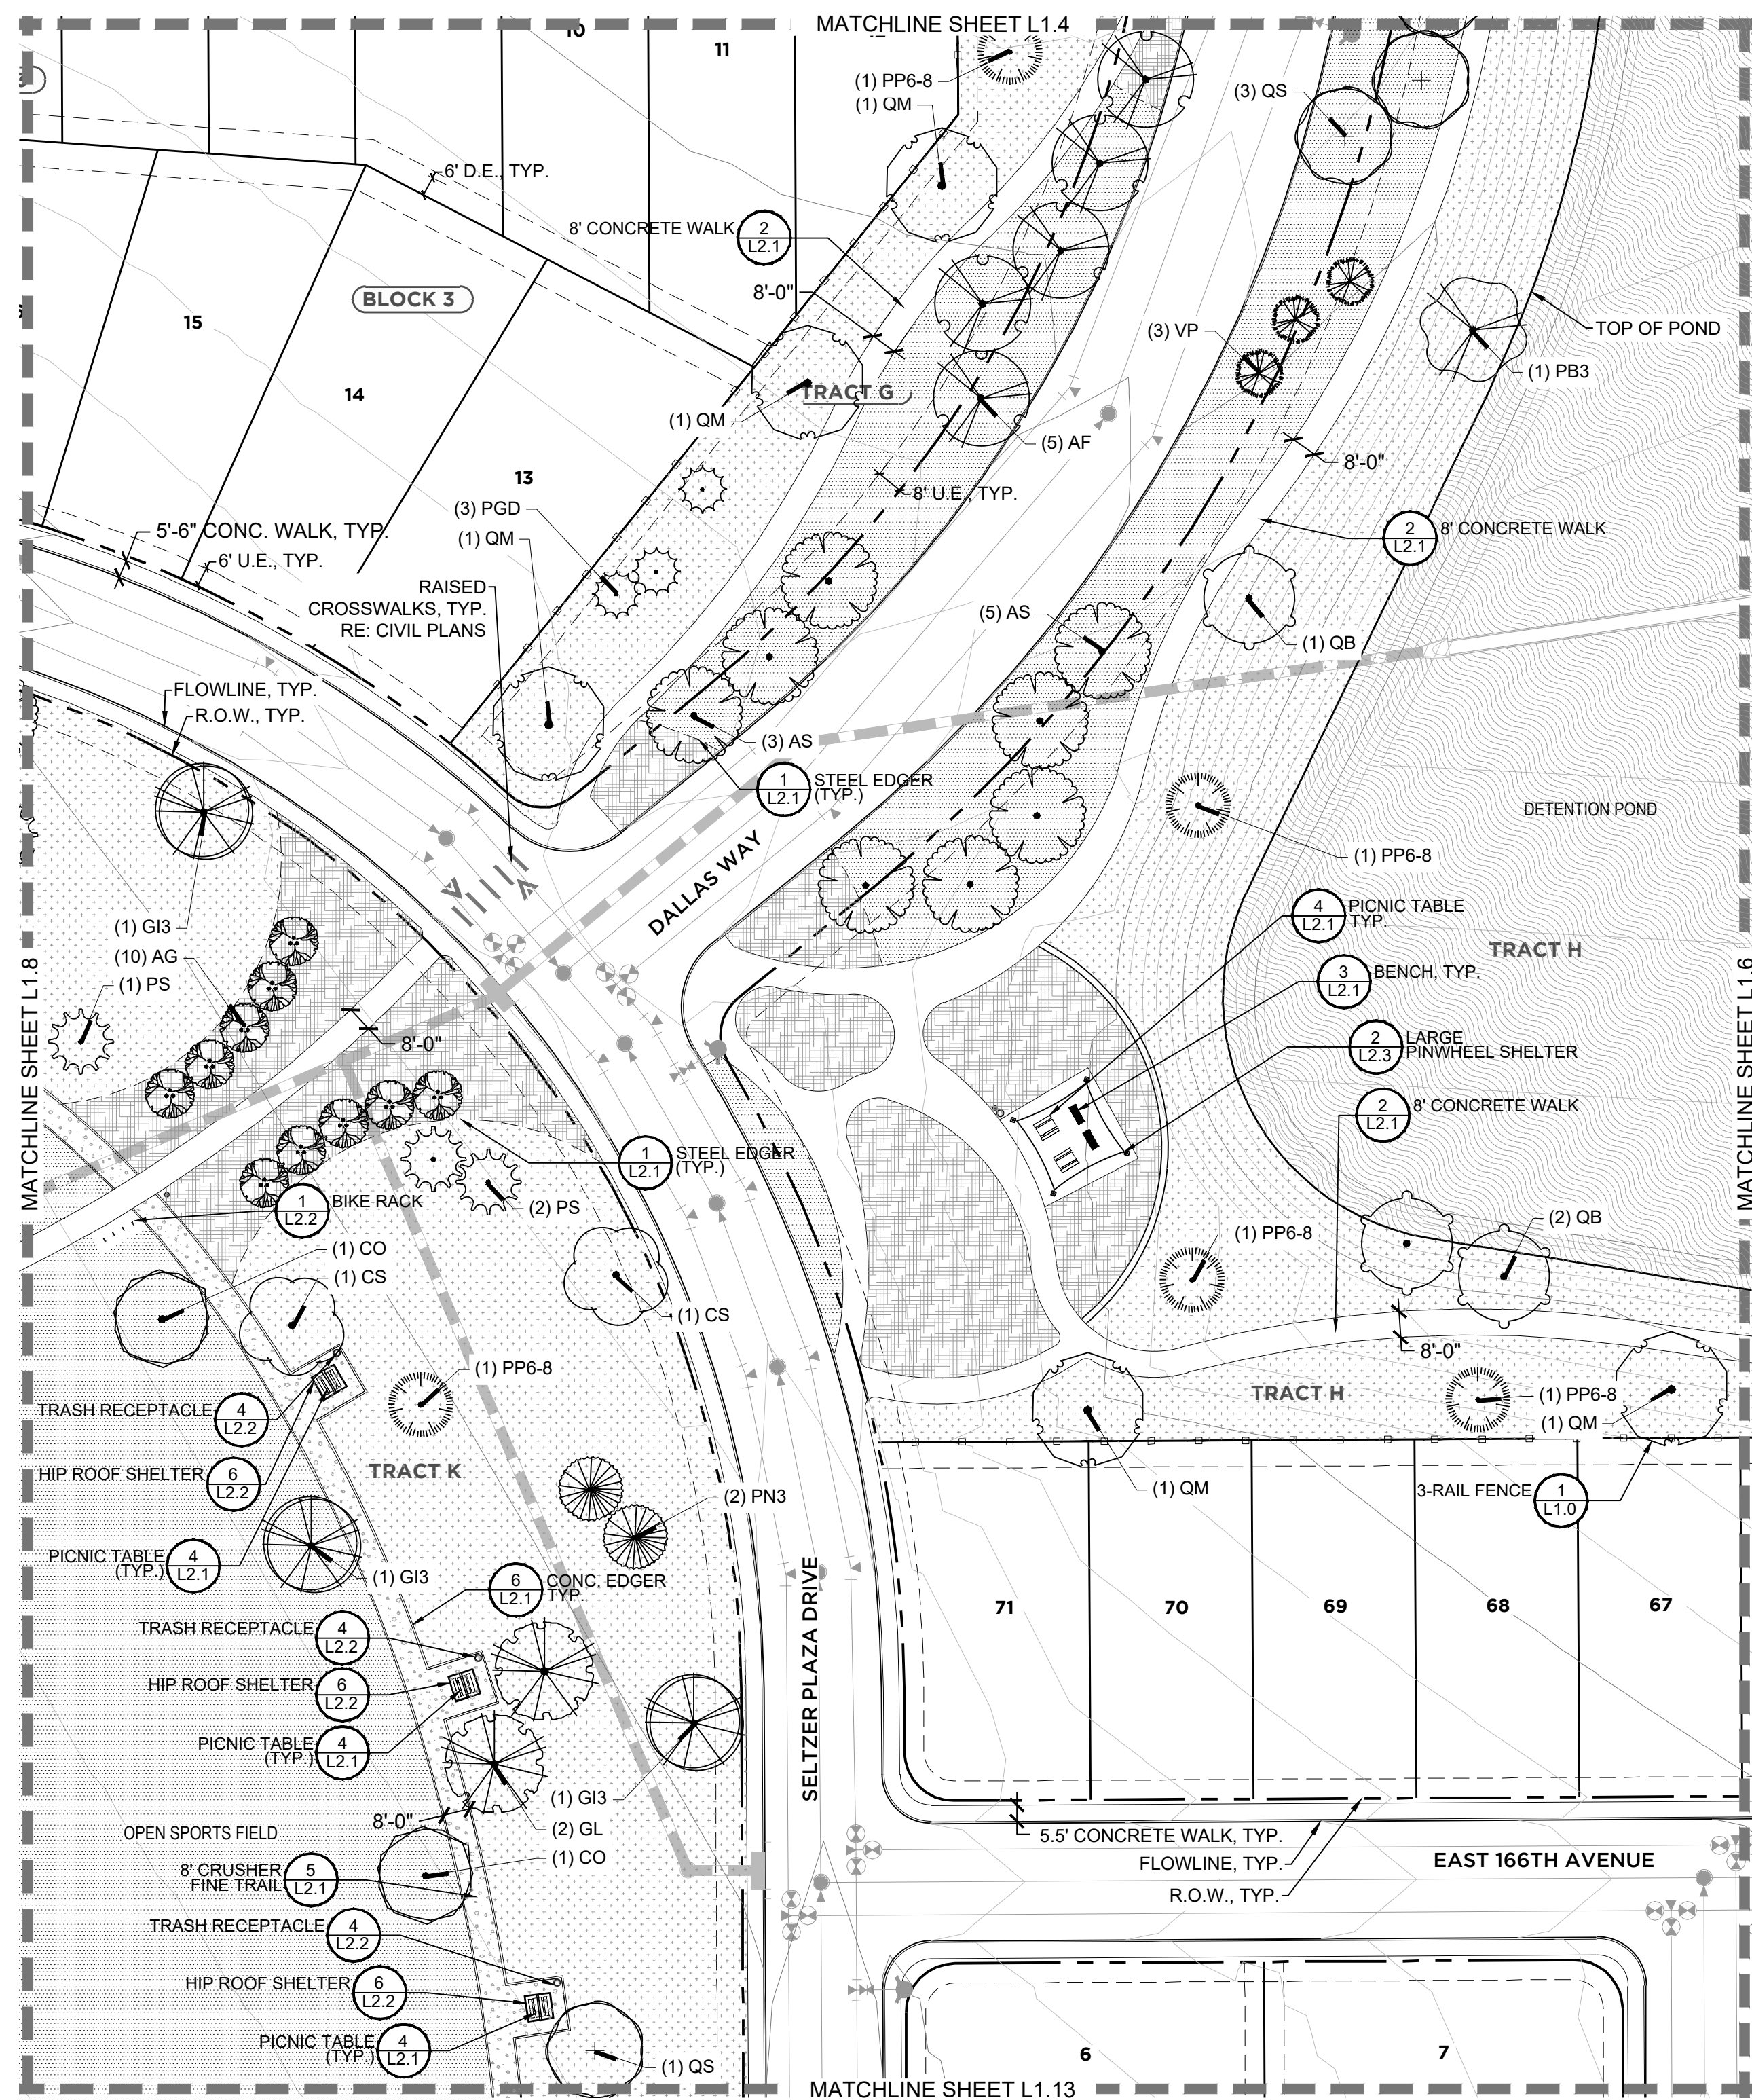 MATCHLINE SHEET L1.4
10
11
(1) PP6-8
(1) QM
(3) QS
6' D.E., TYP.
8' CONCRETE WALK
2
L2.1
8'-0"
BLOCK 3
15
14
13
TRACT G
(1) QM
(3) VP
TOP OF POND
(1) PB3
(5) AF
8'-0"
8' U.E., TYP.
(3) PGD
(1) QM
5'-6" CONC. WALK, TYP.
6' U.E., TYP.
2
L2.1
8' CONCRETE WALK
RAISED
CROSSWALKS, TYP.
RE: CIVIL PLANS
(5) AS
(1) QB
FLOWLINE, TYP.
R.O.W., TYP.
(3) AS
1
L2.1
STEEL EDGER
(TYP.)
DETENTION POND
(1) PP6-8
DALLAS WAY
4
L2.1
PICNIC TABLE
TYP.
(1) GI3
(10) AG
(1) PS
TRACT H
3
L2.1
BENCH, TYP.
MATCHLINE SHEET L1.8
MATCHLINE SHEET L1.6
8'-0"
2
L2.3
LARGE
PINWHEEL SHELTER
2
L2.1
8' CONCRETE WALK
1
L2.1
STEEL EDGER
(TYP.)
1
L2.2
BIKE RACK
(2) PS
(1) CO
(1) CS
(1) PP6-8
(2) QB
(1) CS
8'-0"
(1) PP6-8
TRACT H
(1) PP6-8
(1) QM
TRASH RECEPTACLE
4
L2.2
HIP ROOF SHELTER
6
L2.2
TRACT K
(1) QM
3-RAIL FENCE
1
L1.0
(2) PN3
PICNIC TABLE
(TYP.)
4
L2.1
(1) GI3
6
L2.1
CONC. EDGER
TYP.
71
70
69
68
67
TRASH RECEPTACLE
4
L2.2
HIP ROOF SHELTER
6
L2.2
PICNIC TABLE
(TYP.)
4
L2.1
SELTZER PLAZA DRIVE
(1) GI3
8'-0"
(2) GL
(1) CO
OPEN SPORTS FIELD
8' CRUSHER
FINE TRAIL
5
L2.1
5.5' CONCRETE WALK, TYP.
FLOWLINE, TYP.
R.O.W., TYP.
EAST 166TH AVENUE
TRASH RECEPTACLE
4
L2.2
HIP ROOF SHELTER
6
L2.2
PICNIC TABLE
(TYP.)
4
L2.1
(1) QS
6
7
MATCHLINE SHEET L1.13